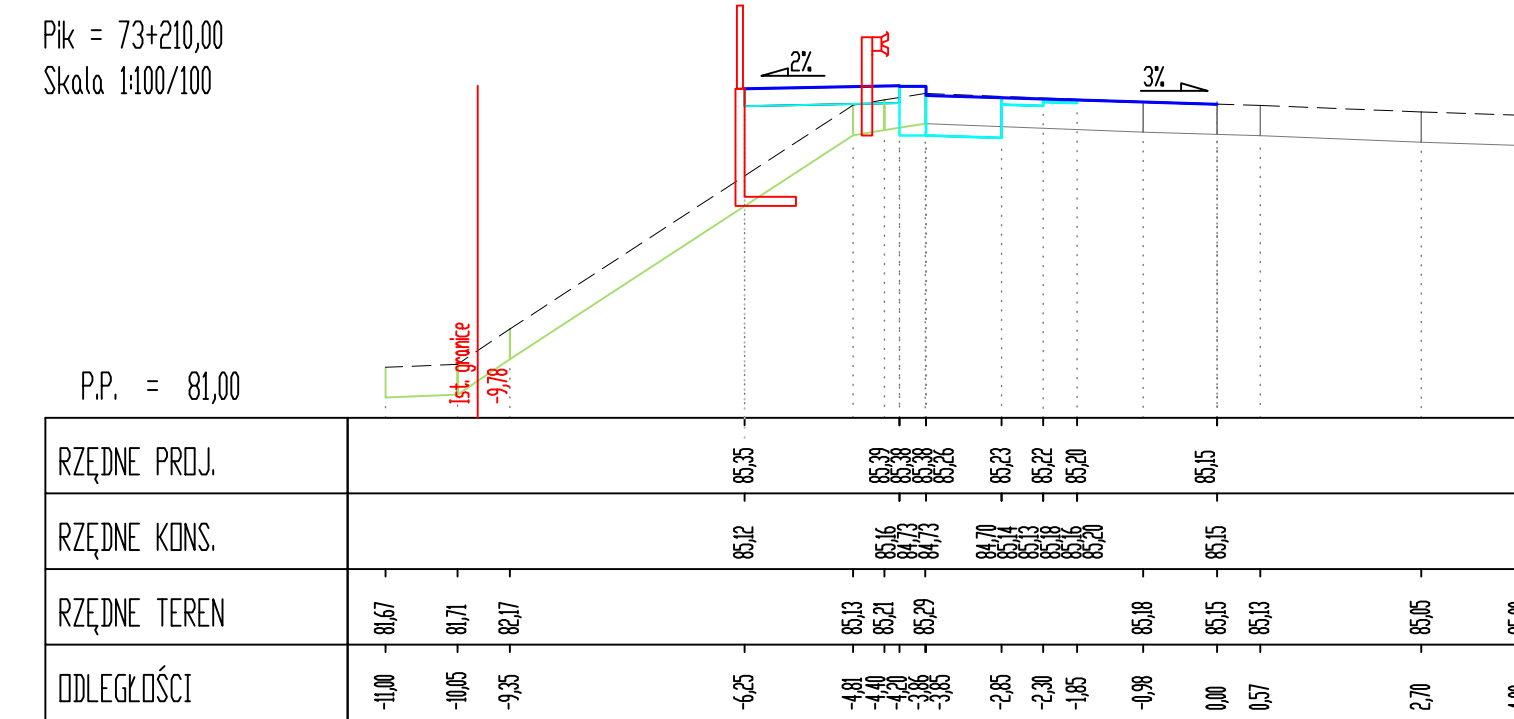 Pik = 73+210,00
Skala 1:100/100
2%
3%
Ist. granice
-9,78
P.P. = 81,00
RZĘDNE PROJ. 85,35 85,39 85,38 85,38 85,38 85,26 85,23 85,22 85,20 85,15
RZĘDNE KONS. 85,12 85,16 84,73 84,73 84,70 85,14 85,13 85,18 85,16 85,20 85,15
RZĘDNE TEREN 81,67 81,71 82,17 85,13 85,21 85,29 85,18 85,15 85,13 85,05
ODLEGŁOŚCI -11,00 -10,05 -9,35 -6,25 -4,81 -4,40 -4,20 -3,86 -3,85 -2,85 -2,30 -1,85 -0,98 0,00 0,57 2,70